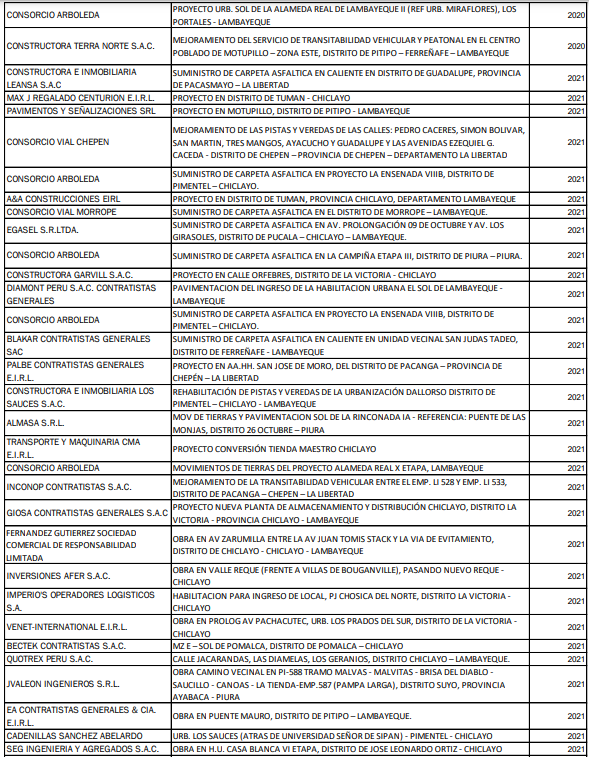 CONSORCIO ARBOLEDA
PROYECTO URB. SOL DE LA ALAMEDA REAL DE LAMBAYEQUE II (REF URB. MIRAFLORES), LOS
PORTALES - LAMBAYEQUE
2020
CONSTRUCTORA TERRA NORTE S.A.C.
MEJORAMIENTO DEL SERVICIO DE TRANSITABILIDAD VEHICULAR Y PEATONAL EN EL CENTRO
POBLADO DE MOTUPILLO – ZONA ESTE, DISTRITO DE PITIPO – FERREÑAFE – LAMBAYEQUE
2020
CONSTRUCTORA E INMOBILIARIA
LEANSA S.A.C
SUMINISTRO DE CARPETA ASFALTICA EN CALIENTE EN DISTRITO DE GUADALUPE, PROVINCIA
DE PACASMAYO – LA LIBERTAD
2021
MAX J REGALADO CENTURION E.I.R.L.
PROYECTO EN DISTRITO DE TUMAN - CHICLAYO
2021
PAVIMENTOS Y SEÑALIZACIONES SRL
PROYECTO EN MOTUPILLO, DISTRITO DE PITIPO - LAMBAYEQUE
2021
CONSORCIO VIAL CHEPEN
MEJORAMIENTO DE LAS PISTAS Y VEREDAS DE LAS CALLES: PEDRO CACERES, SIMON BOLIVAR,
SAN MARTIN, TRES MANGOS, AYACUCHO Y GUADALUPE Y LAS AVENIDAS EZEQUIEL G.
CACEDA - DISTRITO DE CHEPEN – PROVINCIA DE CHEPEN – DEPARTAMENTO LA LIBERTAD
2021
CONSORCIO ARBOLEDA
SUMINISTRO DE CARPETA ASFALTICA EN PROYECTO LA ENSENADA VIIIB, DISTRITO DE
PIMENTEL – CHICLAYO.
2021
A&A CONSTRUCCIONES EIRL
PROYECTO EN DISTRITO DE TUMAN, PROVINCIA CHICLAYO, DEPARTAMENTO LAMBAYEQUE
2021
CONSORCIO VIAL MORROPE
SUMINISTRO DE CARPETA ASFALTICA EN EL DISTRITO DE MORROPE – LAMBAYEQUE.
2021
EGASEL S.R.LTDA.
SUMINISTRO DE CARPETA ASFALTICA EN AV. PROLONGACIÓN 09 DE OCTUBRE Y AV. LOS
GIRASOLES, DISTRITO DE PUCALA – CHICLAYO – LAMBAYEQUE.
2021
CONSORCIO ARBOLEDA
SUMINISTRO DE CARPETA ASFALTICA EN LA CAMPIÑA ETAPA III, DISTRITO DE PIURA – PIURA.
2021
CONSTRUCTORA GARVILL S.A.C.
PROYECTO EN CALLE ORFEBRES, DISTRITO DE LA VICTORIA - CHICLAYO
2021
DIAMONT PERU S.A.C. CONTRATISTAS
GENERALES
PAVIMENTACION DEL INGRESO DE LA HABILITACION URBANA EL SOL DE LAMBAYEQUE -
LAMBAYEQUE
2021
CONSORCIO ARBOLEDA
SUMINISTRO DE CARPETA ASFALTICA EN PROYECTO LA ENSENADA VIIIB, DISTRITO DE
PIMENTEL – CHICLAYO.
2021
BLAKAR CONTRATISTAS GENERALES
SAC
SUMINISTRO DE CARPETA ASFALTICA EN CALIENTE EN UNIDAD VECINAL SAN JUDAS TADEO,
DISTRITO DE FERREÑAFE - LAMBAYEQUE
2021
PALBE CONTRATISTAS GENERALES
E.I.R.L.
PROYECTO EN AA.HH. SAN JOSE DE MORO, DEL DISTRITO DE PACANGA – PROVINCIA DE
CHEPÉN – LA LIBERTAD
2021
CONSTRUCTORA E INMOBILIARIA LOS
SAUCES S.A.C.
REHABILITACIÓN DE PISTAS Y VEREDAS DE LA URBANIZACIÓN DALLORSO DISTRITO DE
PIMENTEL – CHICLAYO - LAMBAYEQUE
2021
ALMASA S.R.L.
MOV DE TIERRAS Y PAVIMENTACION SOL DE LA RINCONADA IA - REFERENCIA: PUENTE DE LAS
MONJAS, DISTRITO 26 OCTUBRE – PIURA
2021
TRANSPORTE Y MAQUINARIA CMA
E.I.R.L.
PROYECTO CONVERSIÓN TIENDA MAESTRO CHICLAYO
2021
CONSORCIO ARBOLEDA
MOVIMIENTOS DE TIERRAS DEL PROYECTO ALAMEDA REAL X ETAPA, LAMBAYEQUE
2021
INCONOP CONTRATISTAS S.A.C.
MEJORAMIENTO DE LA TRANSITABILIDAD VEHICULAR ENTRE EL EMP. LI 528 Y EMP. LI 533,
DISTRITO DE PACANGA – CHEPEN – LA LIBERTAD
2021
GIOSA CONTRATISTAS GENERALES S.A.C
PROYECTO NUEVA PLANTA DE ALMACENAMIENTO Y DISTRIBUCIÓN CHICLAYO, DISTRITO LA
VICTORIA - PROVINCIA CHICLAYO - LAMBAYEQUE
2021
FERNANDEZ GUTIERREZ SOCIEDAD
COMERCIAL DE RESPONSABILIDAD
LIMITADA
OBRA EN AV ZARUMILLA ENTRE LA AV JUAN TOMIS STACK Y LA VIA DE EVITAMIENTO,
DISTRITO DE CHICLAYO - CHICLAYO - LAMBAYEQUE
2021
INVERSIONES AFER S.A.C.
OBRA EN VALLE REQUE (FRENTE A VILLAS DE BOUGANVILLE), PASANDO NUEVO REQUE -
CHICLAYO
2021
IMPERIO'S OPERADORES LOGISTICOS
S.A.
HABILITACION PARA INGRESO DE LOCAL, PJ CHOSICA DEL NORTE, DISTRITO LA VICTORIA -
CHICLAYO
2021
VENET-INTERNATIONAL E.I.R.L.
OBRA EN PROLOG AV PACHACUTEC, URB. LOS PRADOS DEL SUR, DISTRITO DE LA VICTORIA -
CHICLAYO
2021
BECTEK CONTRATISTAS S.A.C.
MZ E – SOL DE POMALCA, DISTRITO DE POMALCA – CHICLAYO
2021
QUOTREX PERU S.A.C.
CALLE JACARANDAS, LAS DIAMELAS, LOS GERANIOS, DISTRITO CHICLAYO – LAMBAYEQUE.
2021
JVALEON INGENIEROS S.R.L.
OBRA CAMINO VECINAL EN PI-588 TRAMO MALVAS - MALVITAS - BRISA DEL DIABLO -
SAUCILLO - CANOAS - LA TIENDA-EMP.587 (PAMPA LARGA), DISTRITO SUYO, PROVINCIA
AYABACA - PIURA
2021
EA CONTRATISTAS GENERALES & CIA.
E.I.R.L.
OBRA EN PUENTE MAURO, DISTRITO DE PITIPO – LAMBAYEQUE.
2021
CADENILLAS SANCHEZ ABELARDO
URB. LOS SAUCES (ATRAS DE UNIVERSIDAD SEÑOR DE SIPAN) - PIMENTEL - CHICLAYO
2021
SEG INGENIERIA Y AGREGADOS S.A.C.
OBRA EN H.U. CASA BLANCA VI ETAPA, DISTRITO DE JOSE LEONARDO ORTIZ - CHICLAYO
2021